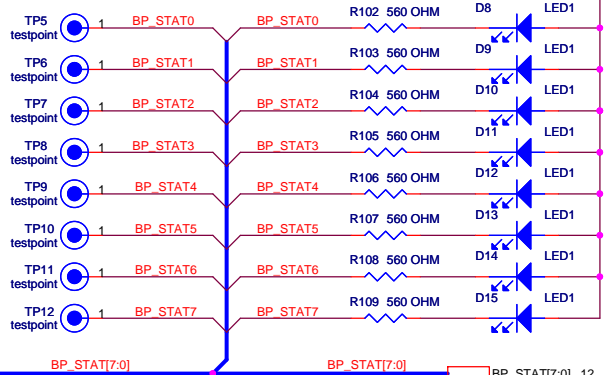 TP5 testpoint 1 BP_STAT0 BP_STAT0 R102 560 OHM D8 LED1
TP6 testpoint 1 BP_STAT1 BP_STAT1 R103 560 OHM D9 LED1
TP7 testpoint 1 BP_STAT2 BP_STAT2 R104 560 OHM D10 LED1
TP8 testpoint 1 BP_STAT3 BP_STAT3 R105 560 OHM D11 LED1
TP9 testpoint 1 BP_STAT4 BP_STAT4 R106 560 OHM D12 LED1
TP10 testpoint 1 BP_STAT5 BP_STAT5 R107 560 OHM D13 LED1
TP11 testpoint 1 BP_STAT6 BP_STAT6 R108 560 OHM D14 LED1
TP12 testpoint 1 BP_STAT7 BP_STAT7 R109 560 OHM D15 LED1
BP_STAT[7:0] BP_STAT[7:0]
BP_STAT[7:0] 12